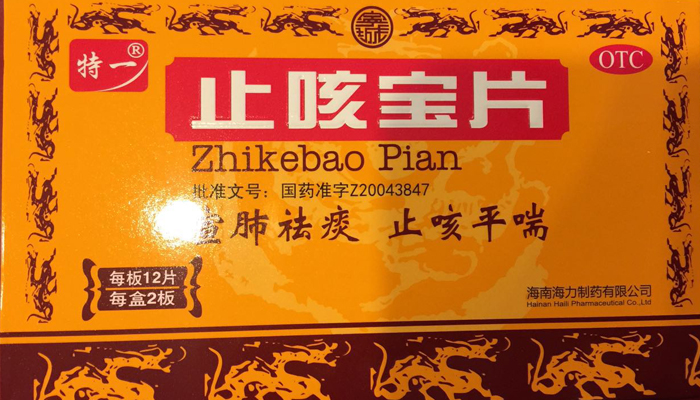 特一®
OTC
止咳宝片
Zhikebao Pian
批准文号：国药准字Z20043847
肺祛痰 止咳平喘
每板12片
每盒2板
海南海力制药有限公司
Hainan Haili Pharmaceutical Co.,Ltd